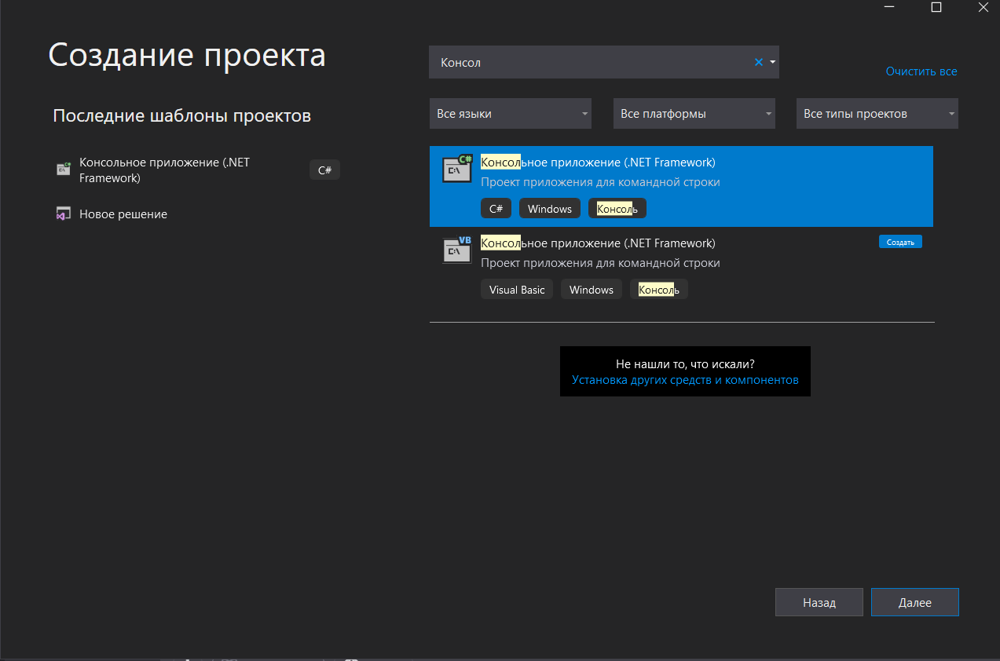 Создание проекта
Последние шаблоны проектов
Консольное приложение (.NET
Framework)
C#
Новое решение
Консол
Очистить все
Все языки
Все платформы
Все типы проектов
C#
C:\
Консольное приложение (.NET Framework)
Проект приложения для командной строки
C#
Windows
Консоль
VB
C:\
Консольное приложение (.NET Framework)
Создать
Проект приложения для командной строки
Visual Basic
Windows
Консоль
Не нашли то, что искали?
Установка других средств и компонентов
Назад
Далее